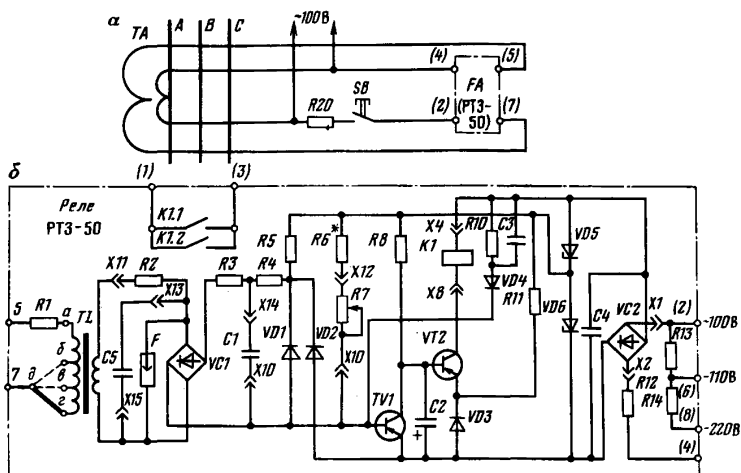 а
TA
A
B
C
~100В
(4)
(5)
FA
(РТЗ-
50)
SB
R20
(2)
(7)
б
(1)
(3)
Реле
РТЗ-50
K1.1
K1.2
R5
R6*
R8
X4
R10
C3
K1
VD5
X11
R2
X13
R3
R4
X12
R7
X8
VD4
R11
VD6
C4
VC2
X1
(2)
~100В
5
R1
а
TL
X14
VT2
R13
б
C5
F
VC1
C1
VD1
VD2
X2
~110В
7
д
в
X10
X10
TV1
C2
R12
(6)
г
X15
+
VD3
R14
(8)
~220В
(4)